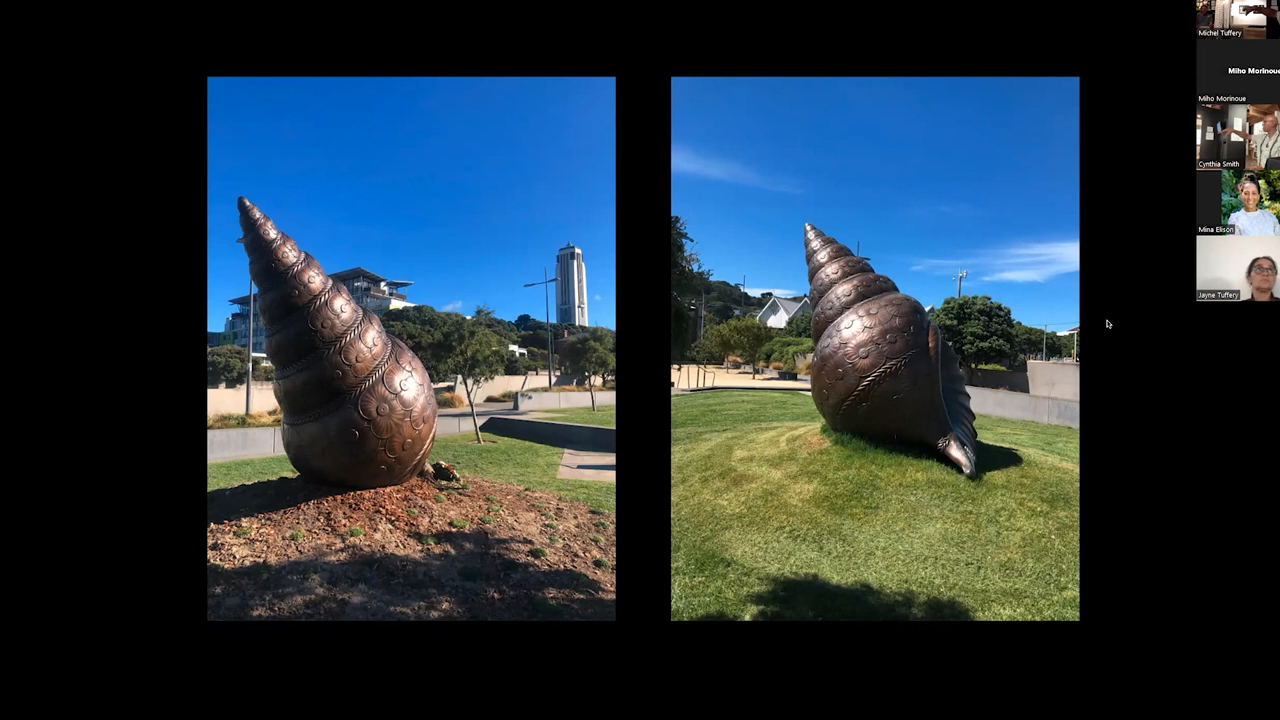 Michel Tuffery
Miho Morinoue
Miho Morinoue
Cynthia Smith
Mina Elison
Jayne Tuffery